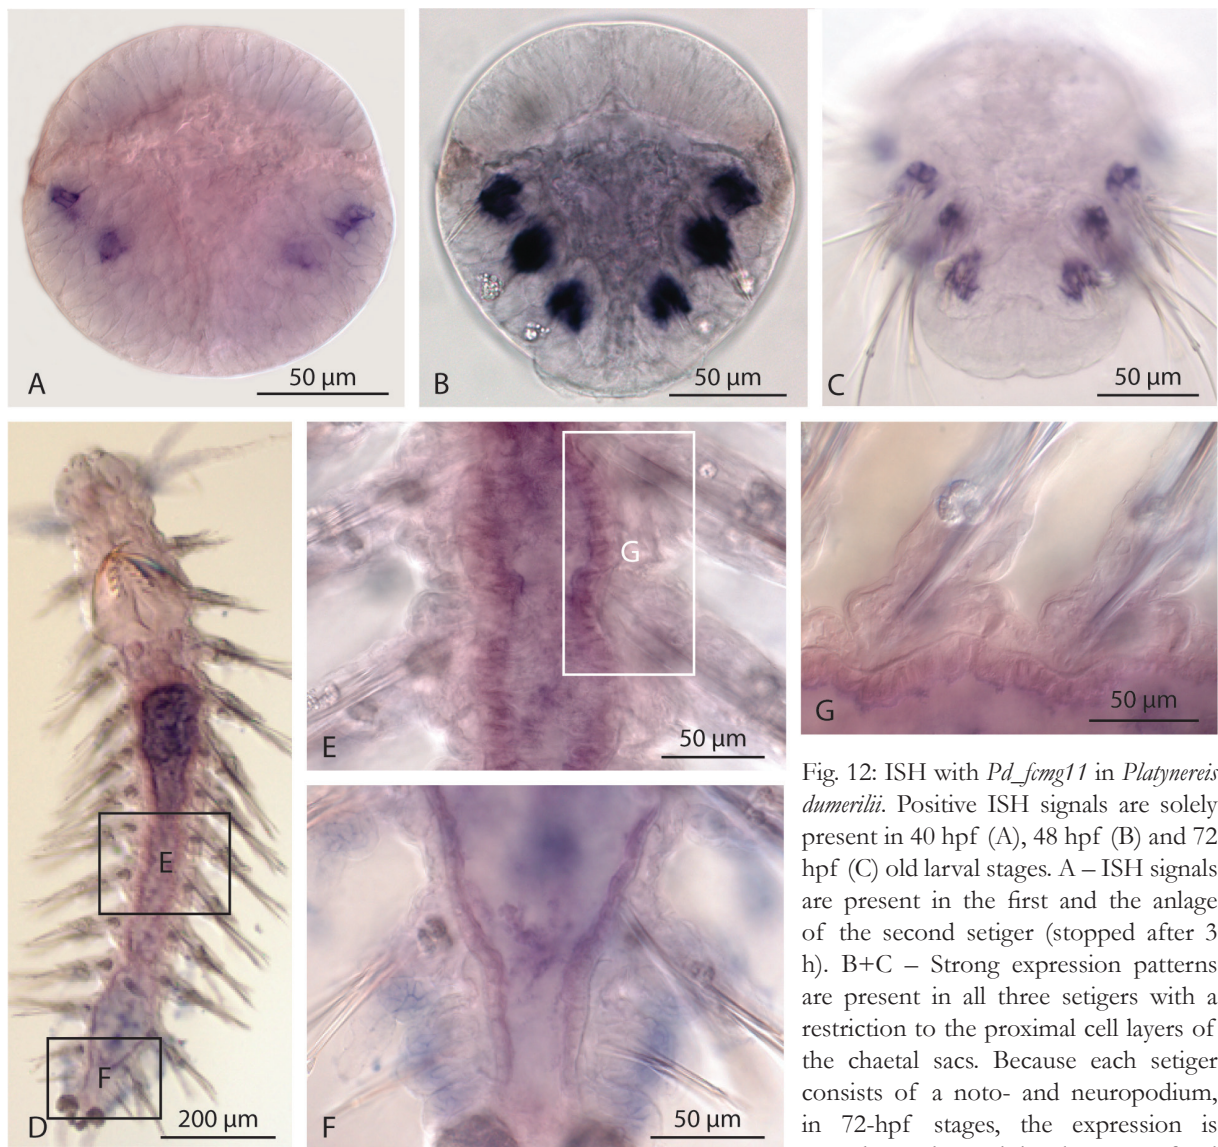 A
50 µm
B
50 µm
C
50 µm
D
E
F
200 µm
E
G
50 µm
F
50 µm
G
50 µm
Fig. 12: ISH with Pd_fcmg11 in Platynereis
dumerilii. Positive ISH signals are solely
present in 40 hpf (A), 48 hpf (B) and 72
hpf (C) old larval stages. A – ISH signals
are present in the first and the anlage
of the second setiger (stopped after 3
h). B+C – Strong expression patterns
are present in all three setigers with a
restriction to the proximal cell layers of
the chaetal sacs. Because each setiger
consists of a noto- and neuropodium,
in 72-hpf stages, the expression is